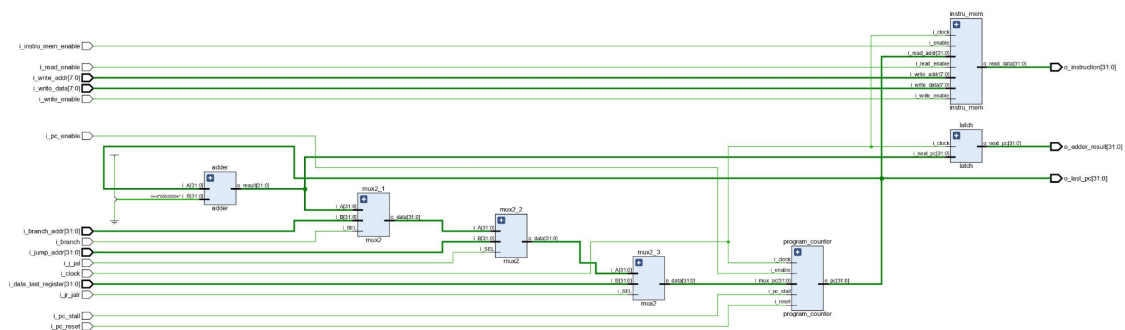 instru_mem
i_clock
i_instru_mem_enable
i_enable
i_read_addr[31:0]
i_read_enable
i_read_enable
o_read_data[31:0]
o_instruction[31:0]
i_write_addr[7:0]
i_write_addr[7:0]
i_write_data[7:0]
i_write_data[7:0]
i_write_enable
i_write_enable
instru_mem
latch
i_pc_enable
i_clock
o_next_pc[31:0]
o_adder_result[31:0]
i_next_pc[31:0]
latch
adder
o_last_pc[31:0]
i_A[31:0]
o_result[31:0]
i_B[31:0]
adder
mux2_1
i_A[31:0]
i_B[31:0]
o_data[31:0]
i_SEL
mux2
mux2_2
i_A[31:0]
i_B[31:0]
o_data[31:0]
i_SEL
mux2
i_branch_addr[31:0]
i_branch
i_jump_addr[31:0]
i_j_jal
i_clock
i_data_last_register[31:0]
i_jr_jalr
mux2_3
i_A[31:0]
i_B[31:0]
o_data[31:0]
i_SEL
mux2
program_counter
i_clock
i_enable
i_mux_pc[31:0]
o_pc[31:0]
i_pc_stall
i_reset
program_counter
i_pc_stall
i_pc_reset